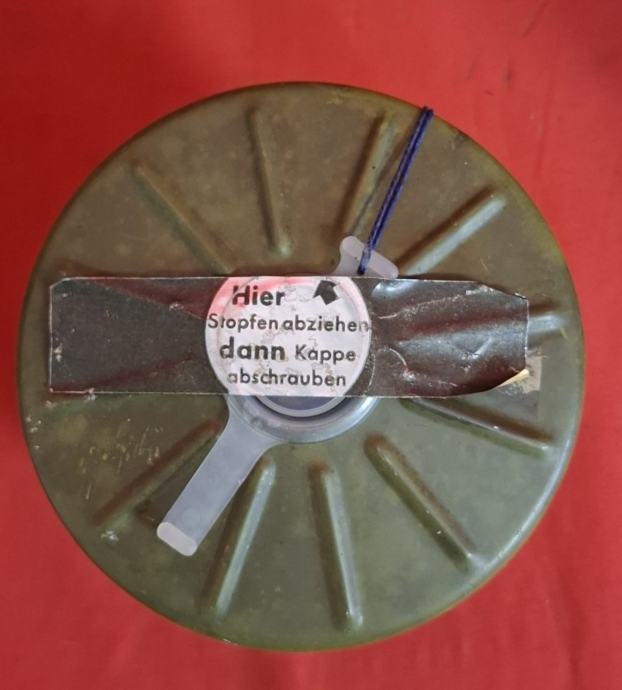 Hier
Stopfen abziehen
dann Kappe
abschrauben